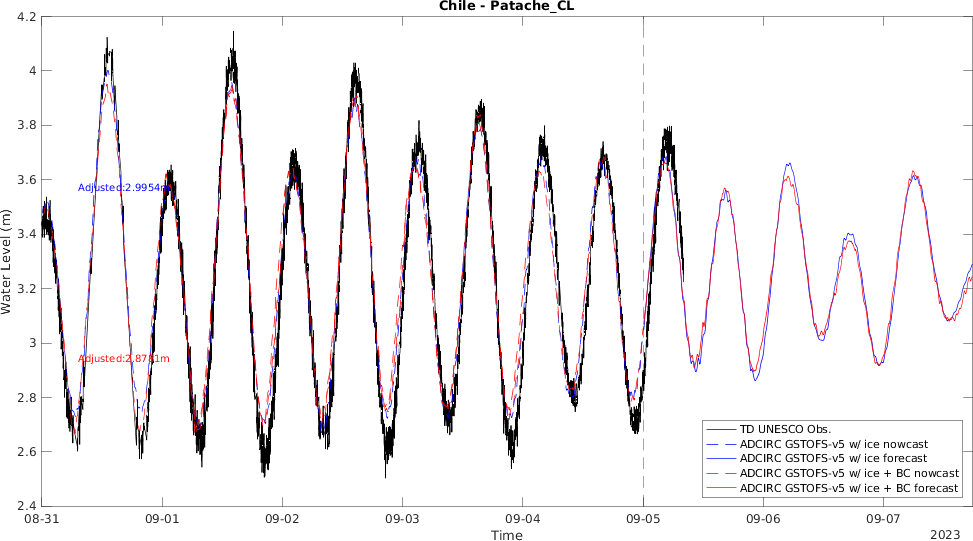 Chile - Patache_CL
4.2
4
3.8
3.6
3.4
3.2
3
2.8
2.6
2.4
Water Level (m)
Adjusted:2.9954m
TD UNESCO Obs.
ADCIRC GSTOFS-v5 w/ ice nowcast
ADCIRC GSTOFS-v5 w/ ice forecast
ADCIRC GSTOFS-v5 w/ ice + BC nowcast
ADCIRC GSTOFS-v5 w/ ice + BC forecast
08-31
09-01
09-02
09-03
09-04
09-05
09-06
09-07
Time
2023